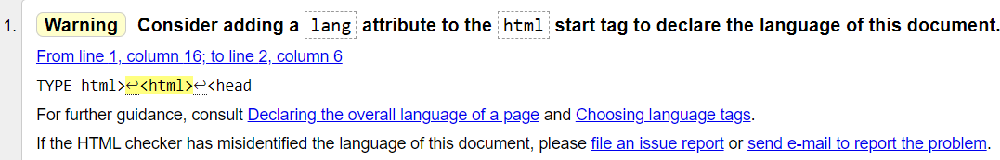 1. Warning Consider adding a lang attribute to the html start tag to declare the language of this document.
From line 1, column 16; to line 2, column 6
TYPE html>↩<html>↩<head
For further guidance, consult Declaring the overall language of a page and Choosing language tags.
If the HTML checker has misidentified the language of this document, please file an issue report or send e-mail to report the problem.